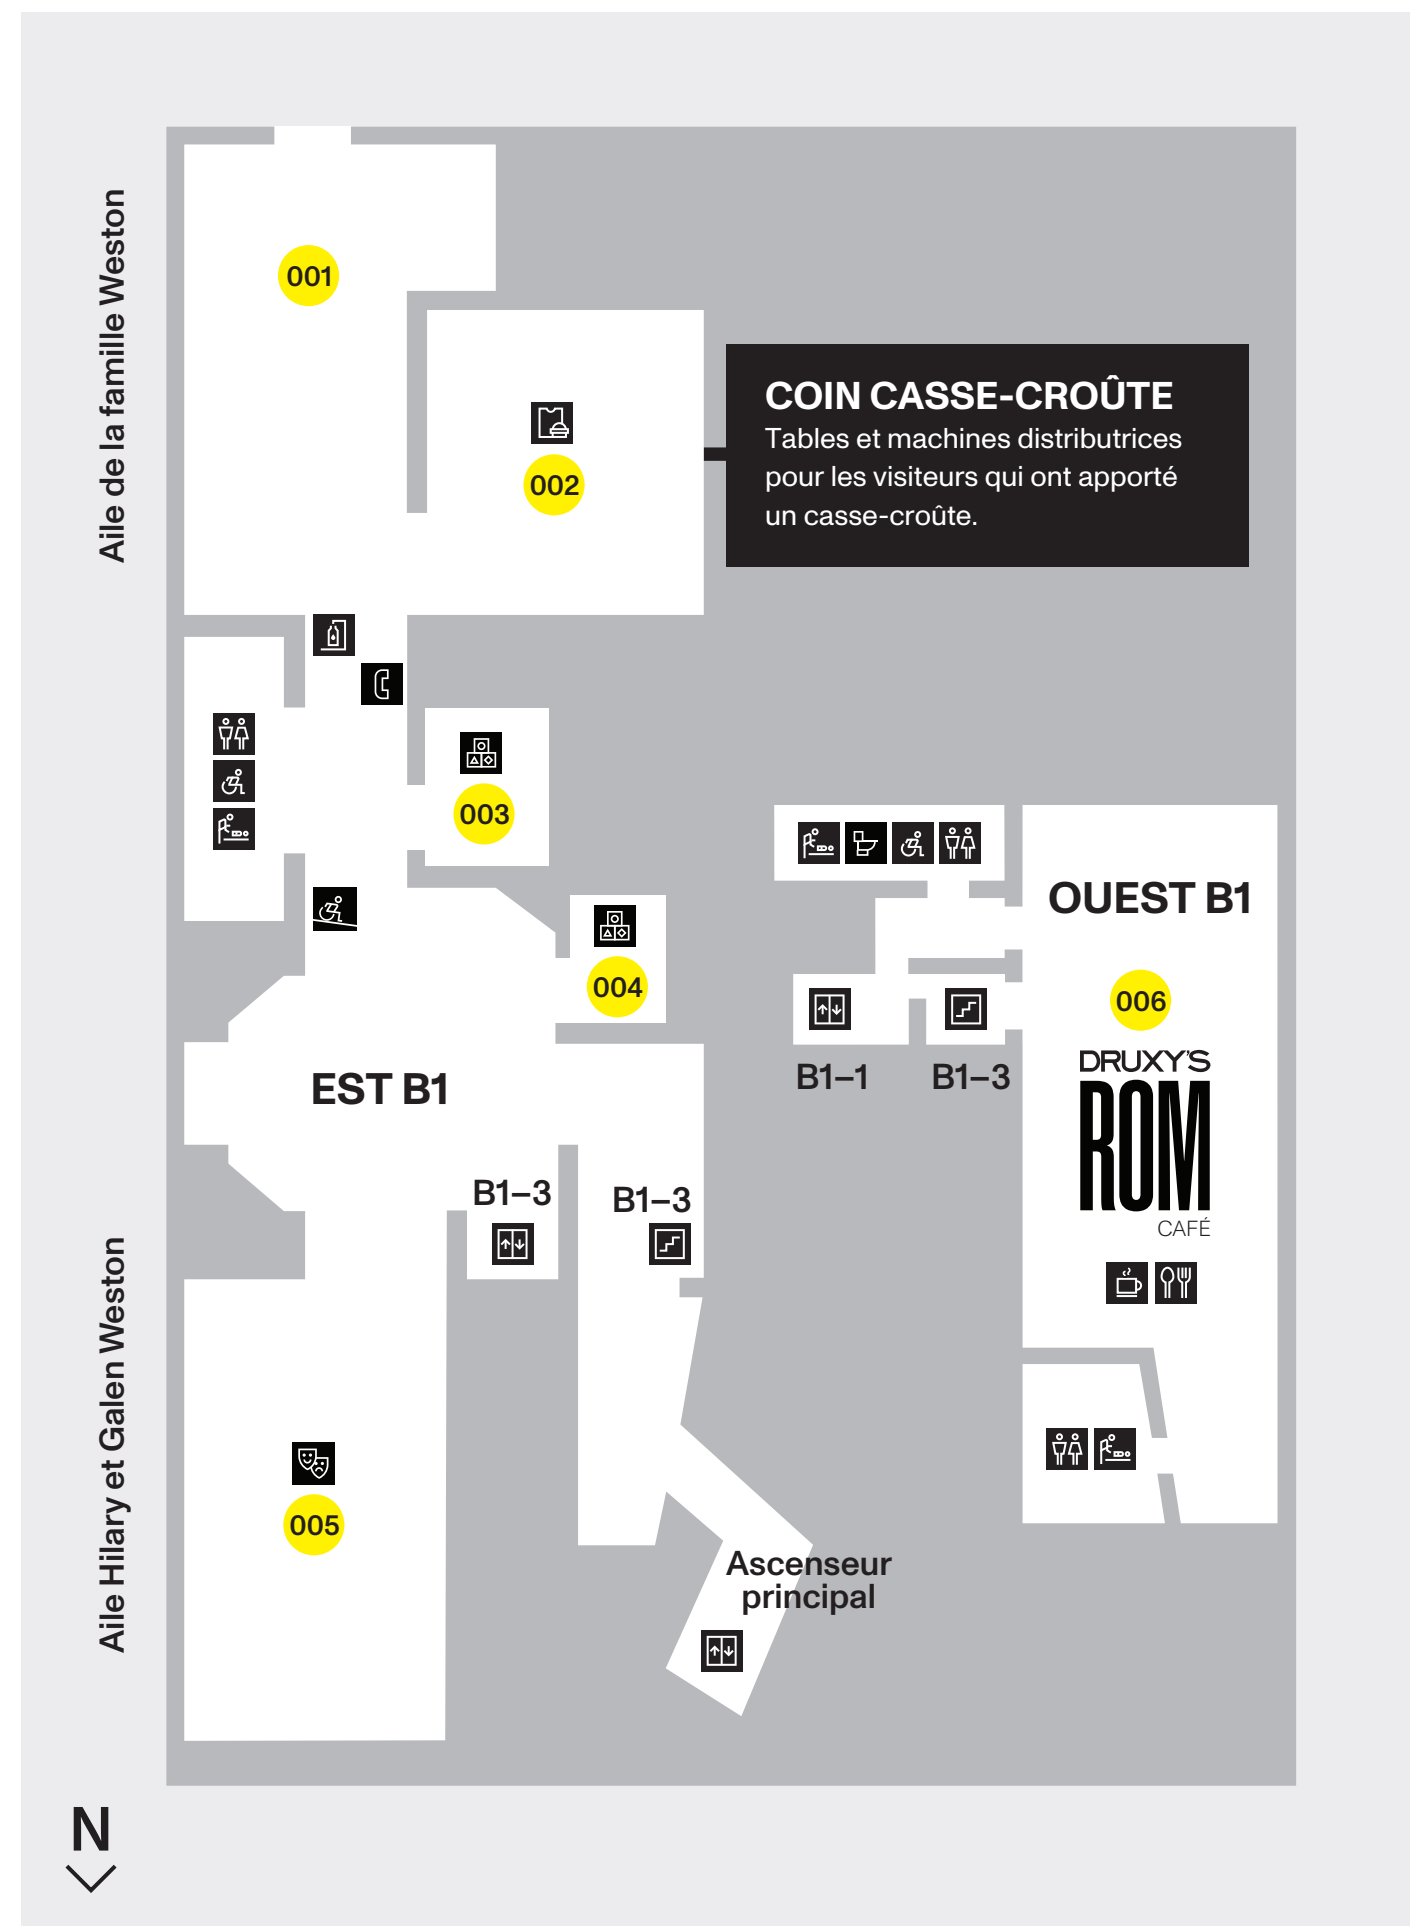 Aile de la famille Weston
001
002
COIN CASSE-CROÛTE
Tables et machines distributrices
pour les visiteurs qui ont apporté
un casse-croûte.
003
004
OUEST B1
006
DRUXY'S
ROM
CAFÉ
B1–1
B1–3
EST B1
B1–3
B1–3
Aile Hilary et Galen Weston
005
Ascenseur
principal
N